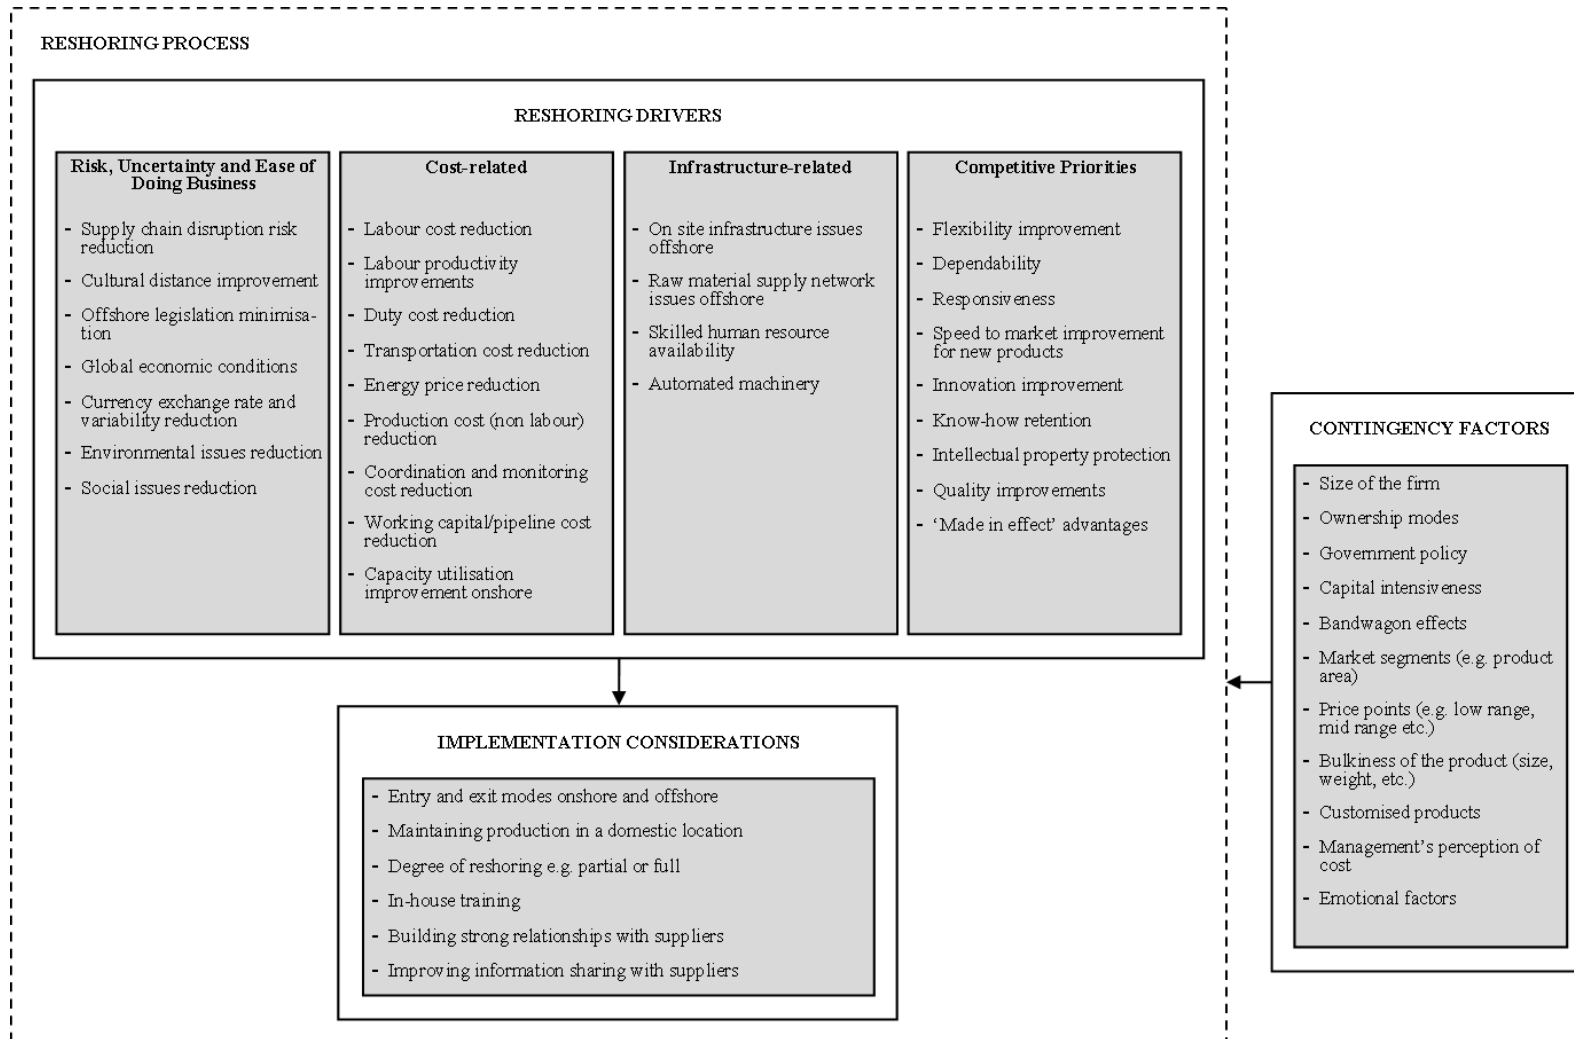 RESHORING PROCESS
RESHORING DRIVERS
Risk, Uncertainty and Ease of
Doing Business
- Supply chain disruption risk
reduction
- Cultural distance improvement
- Offshore legislation minimisa-
tion
- Global economic conditions
- Currency exchange rate and
variability reduction
- Environmental issues reduction
- Social issues reduction
Cost-related
- Labour cost reduction
- Labour productivity
improvements
- Duty cost reduction
- Transportation cost reduction
- Energy price reduction
- Production cost (non labour)
reduction
- Coordination and monitoring
cost reduction
- Working capital/pipeline cost
reduction
- Capacity utilisation
improvement onshore
Infrastructure-related
- On site infrastructure issues
offshore
- Raw material supply network
issues offshore
- Skilled human resource
availability
- Automated machinery
Competitive Priorities
- Flexibility improvement
- Dependability
- Responsiveness
- Speed to market improvement
for new products
- Innovation improvement
- Know-how retention
- Intellectual property protection
- Quality improvements
- ‘Made in effect’ advantages
IMPLEMENTATION CONSIDERATIONS
- Entry and exit modes onshore and offshore
- Maintaining production in a domestic location
- Degree of reshoring e.g. partial or full
- In-house training
- Building strong relationships with suppliers
- Improving information sharing with suppliers
CONTINGENCY FACTORS
- Size of the firm
- Ownership modes
- Government policy
- Capital intensiveness
- Bandwagon effects
- Market segments (e.g. product
area)
- Price points (e.g. low range,
mid range etc.)
- Bulkiness of the product (size,
weight, etc.)
- Customised products
- Management’s perception of
cost
- Emotional factors